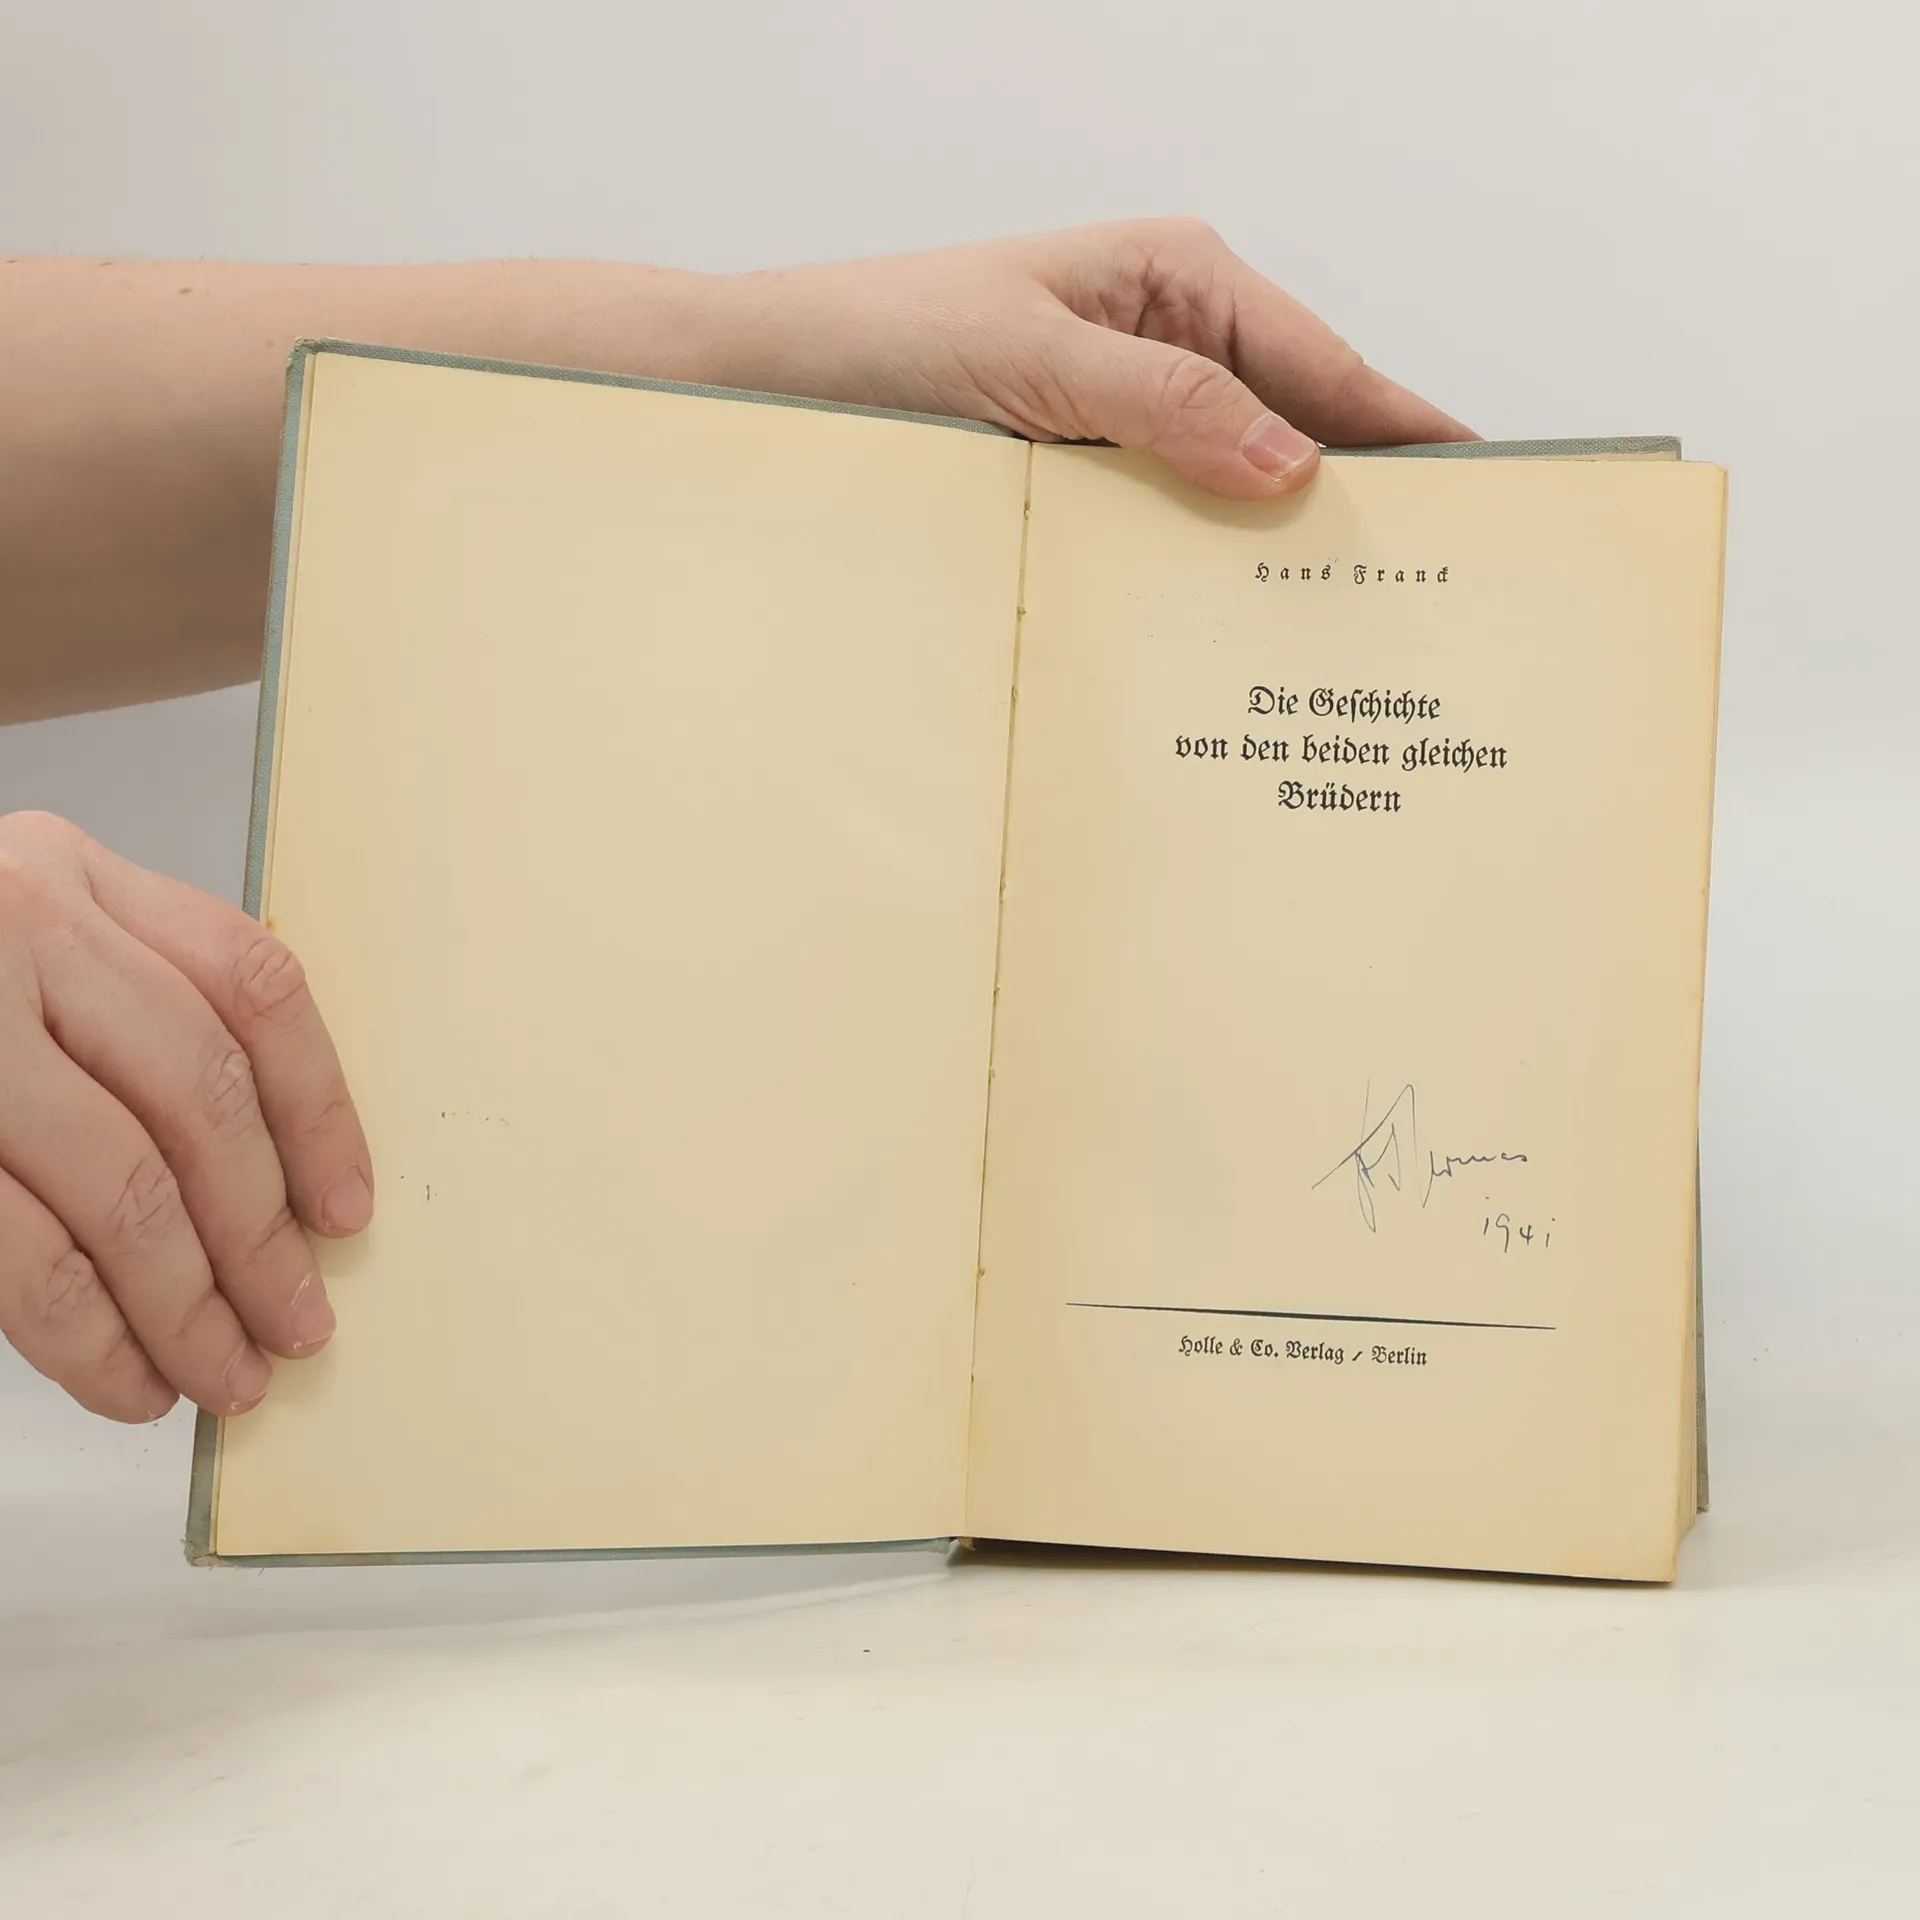 Hans Franck
Die Geſchichte
von den beiden gleichen
Brüdern
1941
Holle & Co. Verlag / Berlin